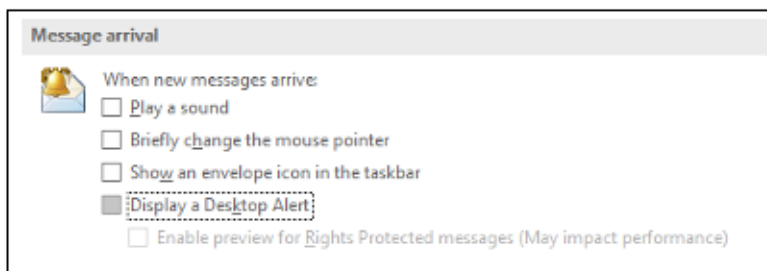 Message arrival
When new messages arrive:
Play a sound
Briefly change the mouse pointer
Show an envelope icon in the taskbar
Display a Desktop Alert
Enable preview for Rights Protected messages (May impact performance)